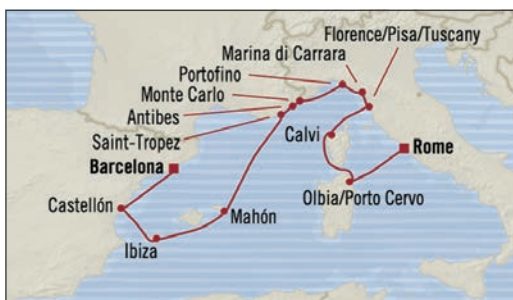 Florence/Pisa/Tuscany
Marina di Carrara
Portofino
Monte Carlo
Antibes
Saint-Tropez
Calvi
Rome
Barcelona
Olbia/Porto Cervo
Castellón
Mahón
Ibiza